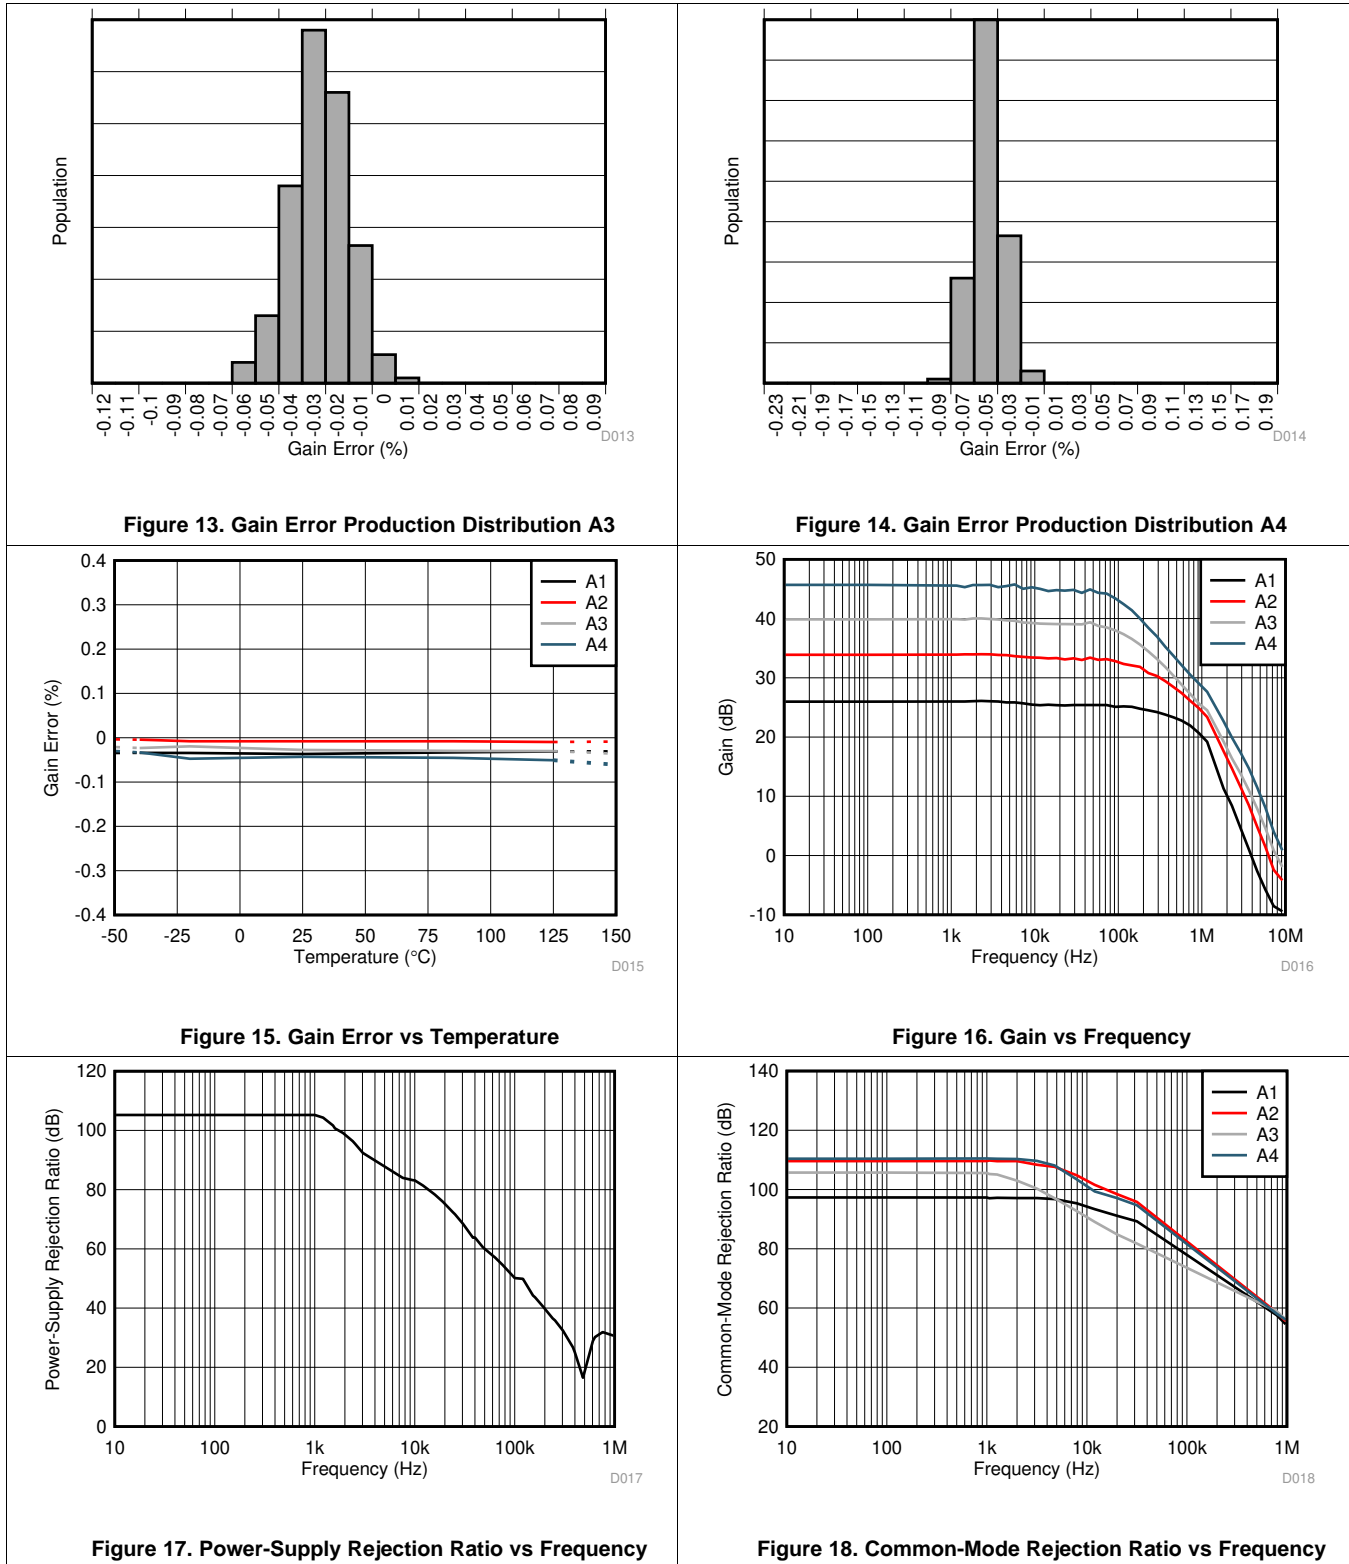 Population
-0.12
-0.11
-0.1
-0.09
-0.08
-0.07
-0.06
-0.05
-0.04
-0.03
-0.02
-0.01
0
0.01
0.02
0.03
0.04
0.05
0.06
0.07
0.08
0.09
D013
Gain Error (%)
Figure 13. Gain Error Production Distribution A3
Population
-0.23
-0.21
-0.19
-0.17
-0.15
-0.13
-0.11
-0.09
-0.07
-0.05
-0.03
-0.01
0.01
0.03
0.05
0.07
0.09
0.11
0.13
0.15
0.17
0.19
D014
Gain Error (%)
Figure 14. Gain Error Production Distribution A4
Gain Error (%)
0.4
0.3
0.2
0.1
0
-0.1
-0.2
-0.3
-0.4
A1
A2
A3
A4
-50 -25 0 25 50 75 100 125 150
Temperature (°C)
D015
Figure 15. Gain Error vs Temperature
Gain (dB)
50
40
30
20
10
0
-10
A1
A2
A3
A4
10 100 1k 10k 100k 1M 10M
Frequency (Hz)
D016
Figure 16. Gain vs Frequency
Power-Supply Rejection Ratio (dB)
120
100
80
60
40
20
0
10 100 1k 10k 100k 1M
Frequency (Hz)
D017
Figure 17. Power-Supply Rejection Ratio vs Frequency
Common-Mode Rejection Ratio (dB)
140
120
100
80
60
40
20
A1
A2
A3
A4
10 100 1k 10k 100k 1M
Frequency (Hz)
D018
Figure 18. Common-Mode Rejection Ratio vs Frequency